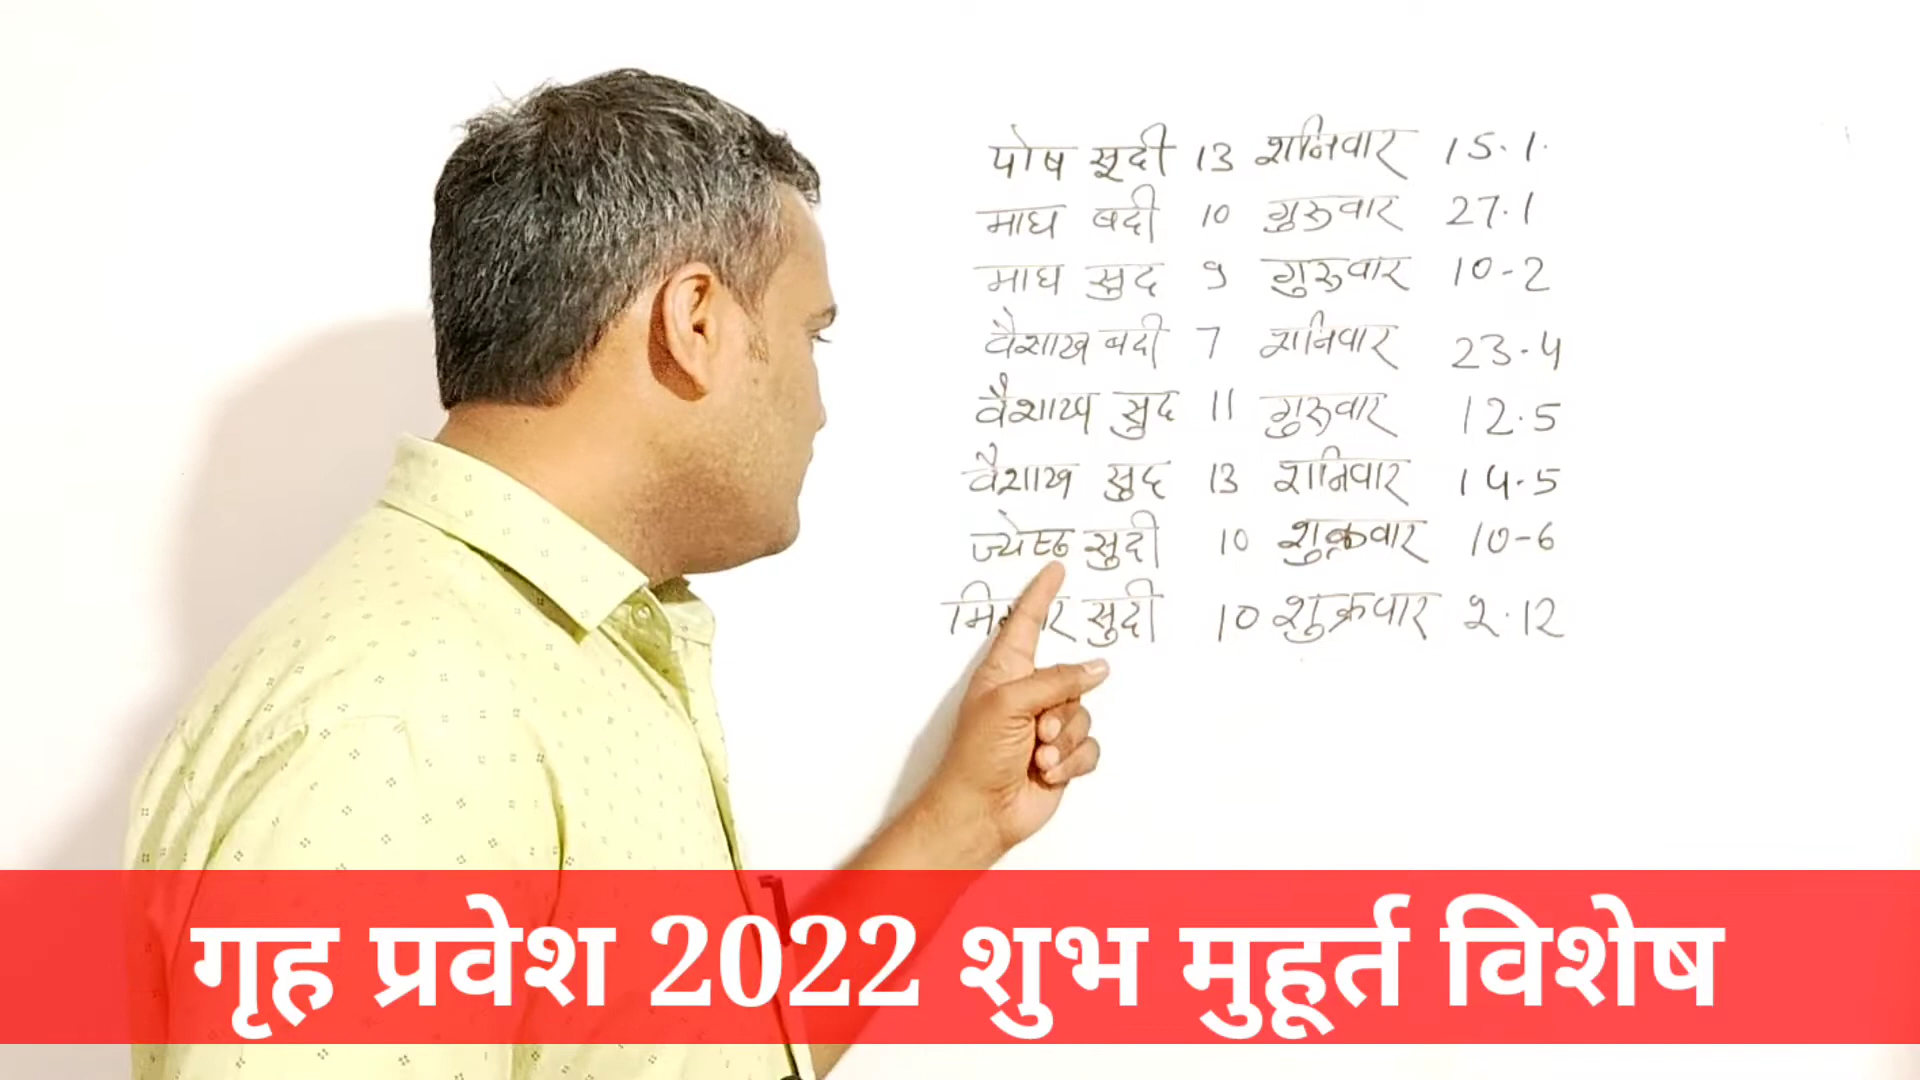 पोष सूदी 13 शनिवार 15.1.
माघ बदी 10 गुरुवार 27.1
माघ सुद 9 गुरुवार 10-2
वैशाख बदी 7 शनिवार 23.4
वैशाख सुद 11 गुरुवार 12.5
वैशाख सुद 13 शनिवार 14.5
ज्येष्ठ सुदी 10 शुक्रवार 10-6
सुदी 10 शुक्रवार 2.12
गृह प्रवेश 2022 शुभ मुहूर्त विशेष